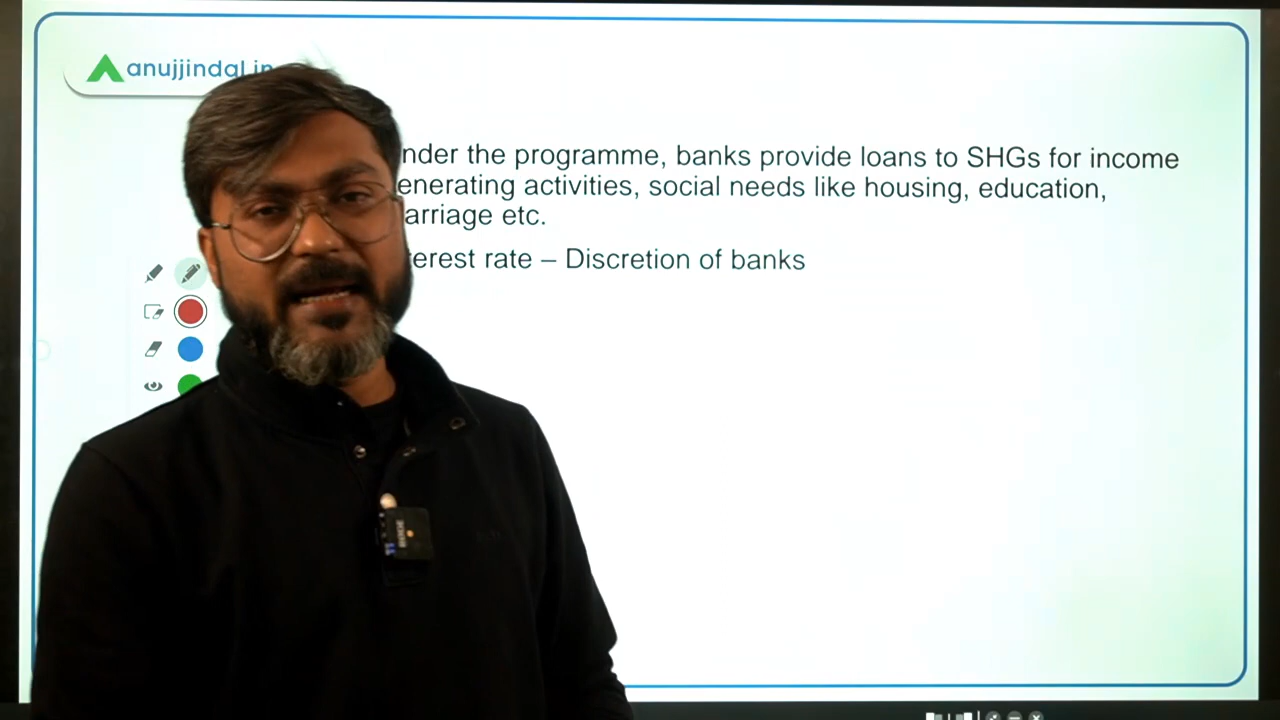 anujjindal.in
nder the programme, banks provide loans to SHGs for income
enerating activities, social needs like housing, education,
arriage etc.
terest rate – Discretion of banks